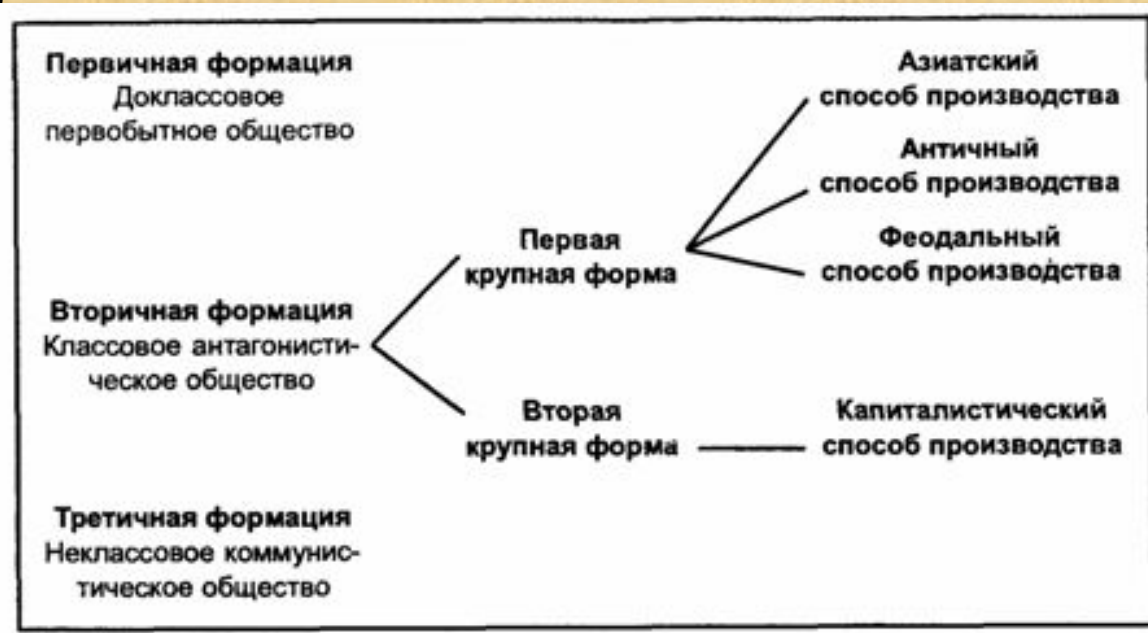 Первичная формация
Доклассовое
первобытное общество
Азиатский
способ производства
Античный
способ производства
Феодальный
способ производства
Первая
крупная форма
Вторичная формация
Классовое антагонисти-
ческое общество
Вторая
крупная форма
Капиталистический
способ производства
Третичная формация
Неклассовое коммунис-
тическое общество